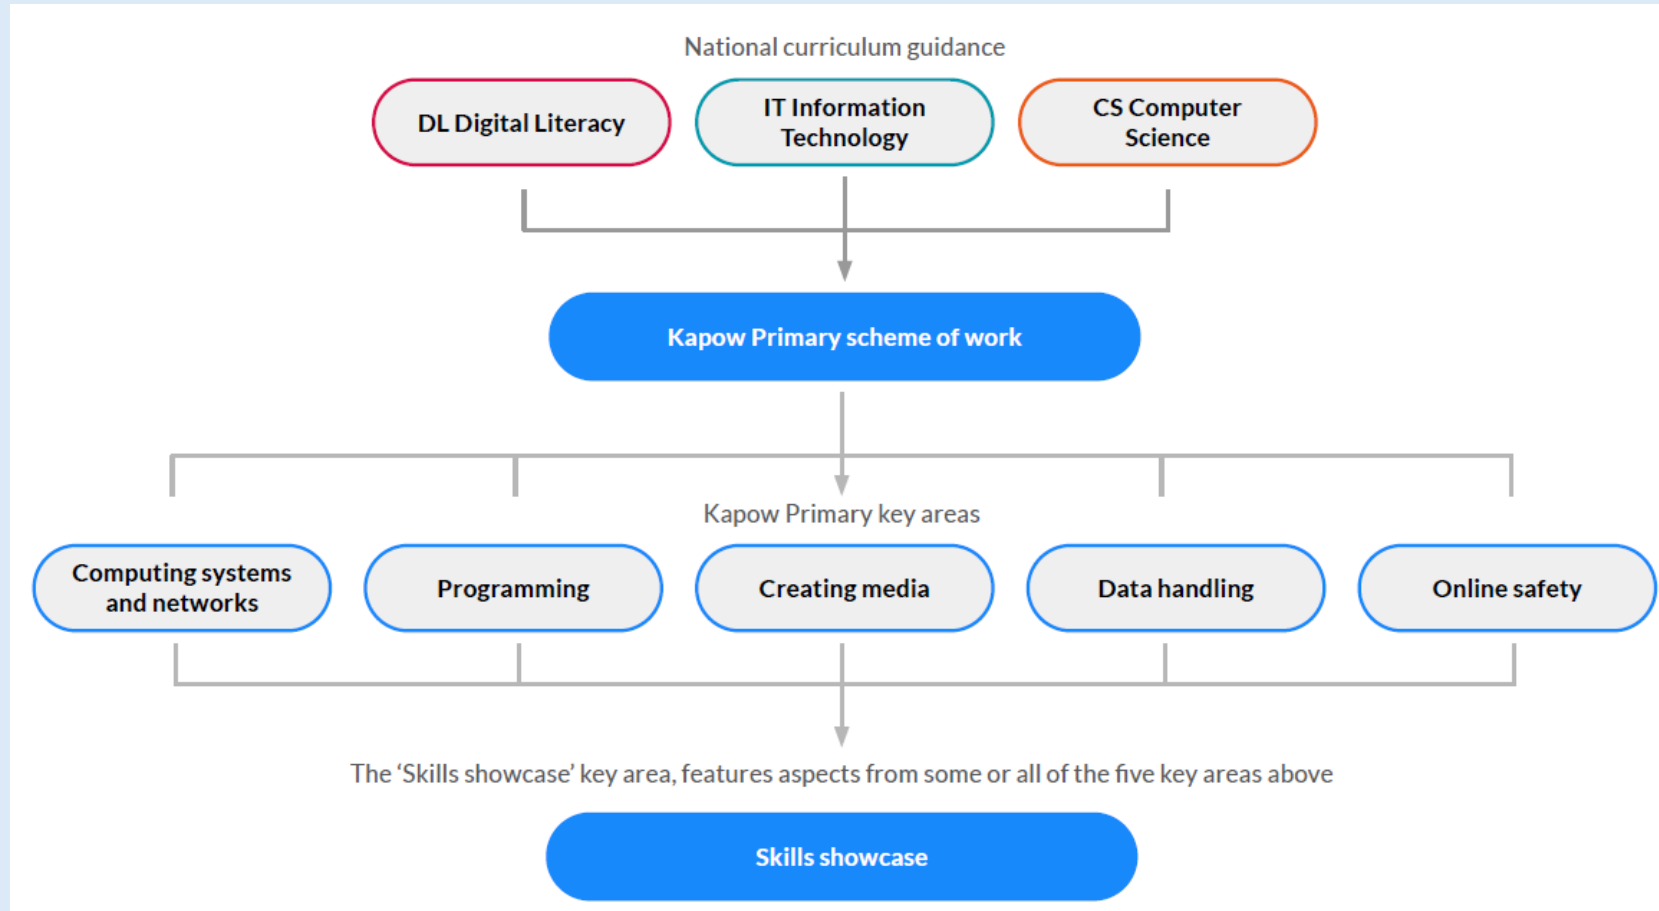 National curriculum guidance
DL Digital Literacy
IT Information
Technology
CS Computer
Science
Kapow Primary scheme of work
Kapow Primary key areas
Computing systems
and networks
Programming
Creating media
Data handling
Online safety
The ‘Skills showcase’ key area, features aspects from some or all of the five key areas above
Skills showcase